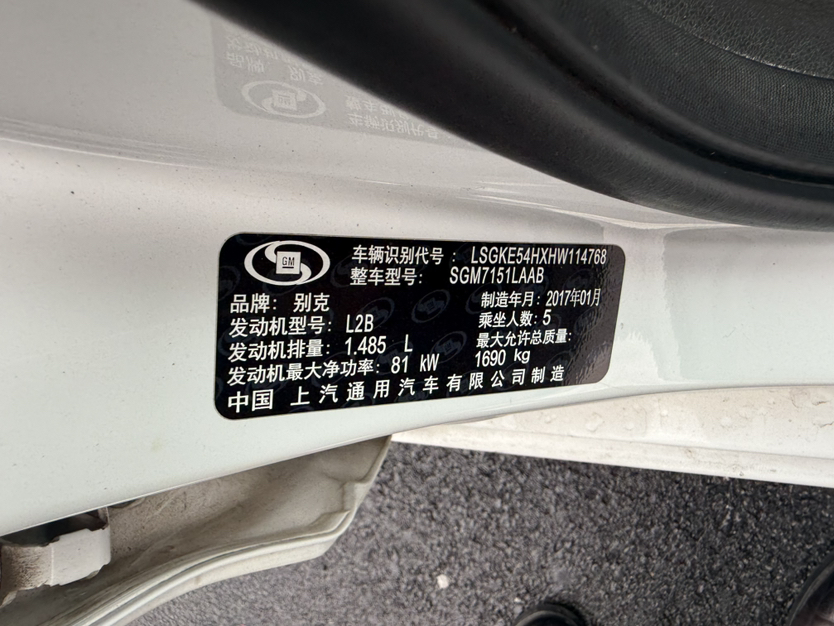 GM
车辆识别代号： LSGKE54HXHW114768
整车型号： SGM7151LAAB
品牌： 别克
制造年月：2017年01月
发动机型号： L2B
乘坐人数：5
发动机排量：1.485 L
最大允许总质量：
1690 kg
发动机最大净功率：81 kW
中国 上汽通用汽车有限公司制造